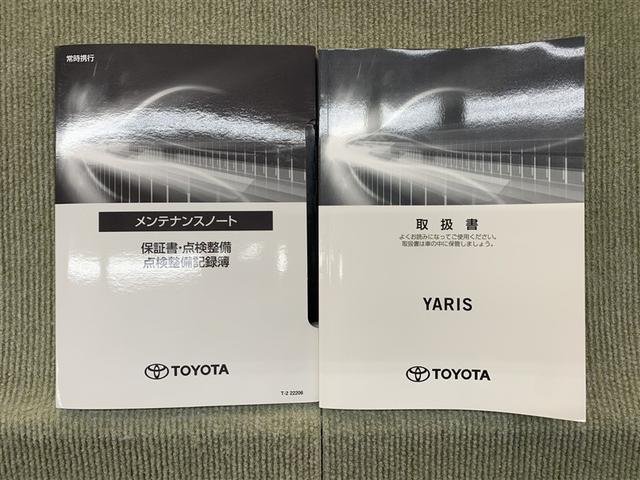 常時携行
メンテナンスノート
保証書・点検整備
点検整備記録簿
TOYOTA
T-2 22206
取扱書
よくお読みになってご使用ください。
取扱書は車の中に保管しましょう。
YARIS
TOYOTA